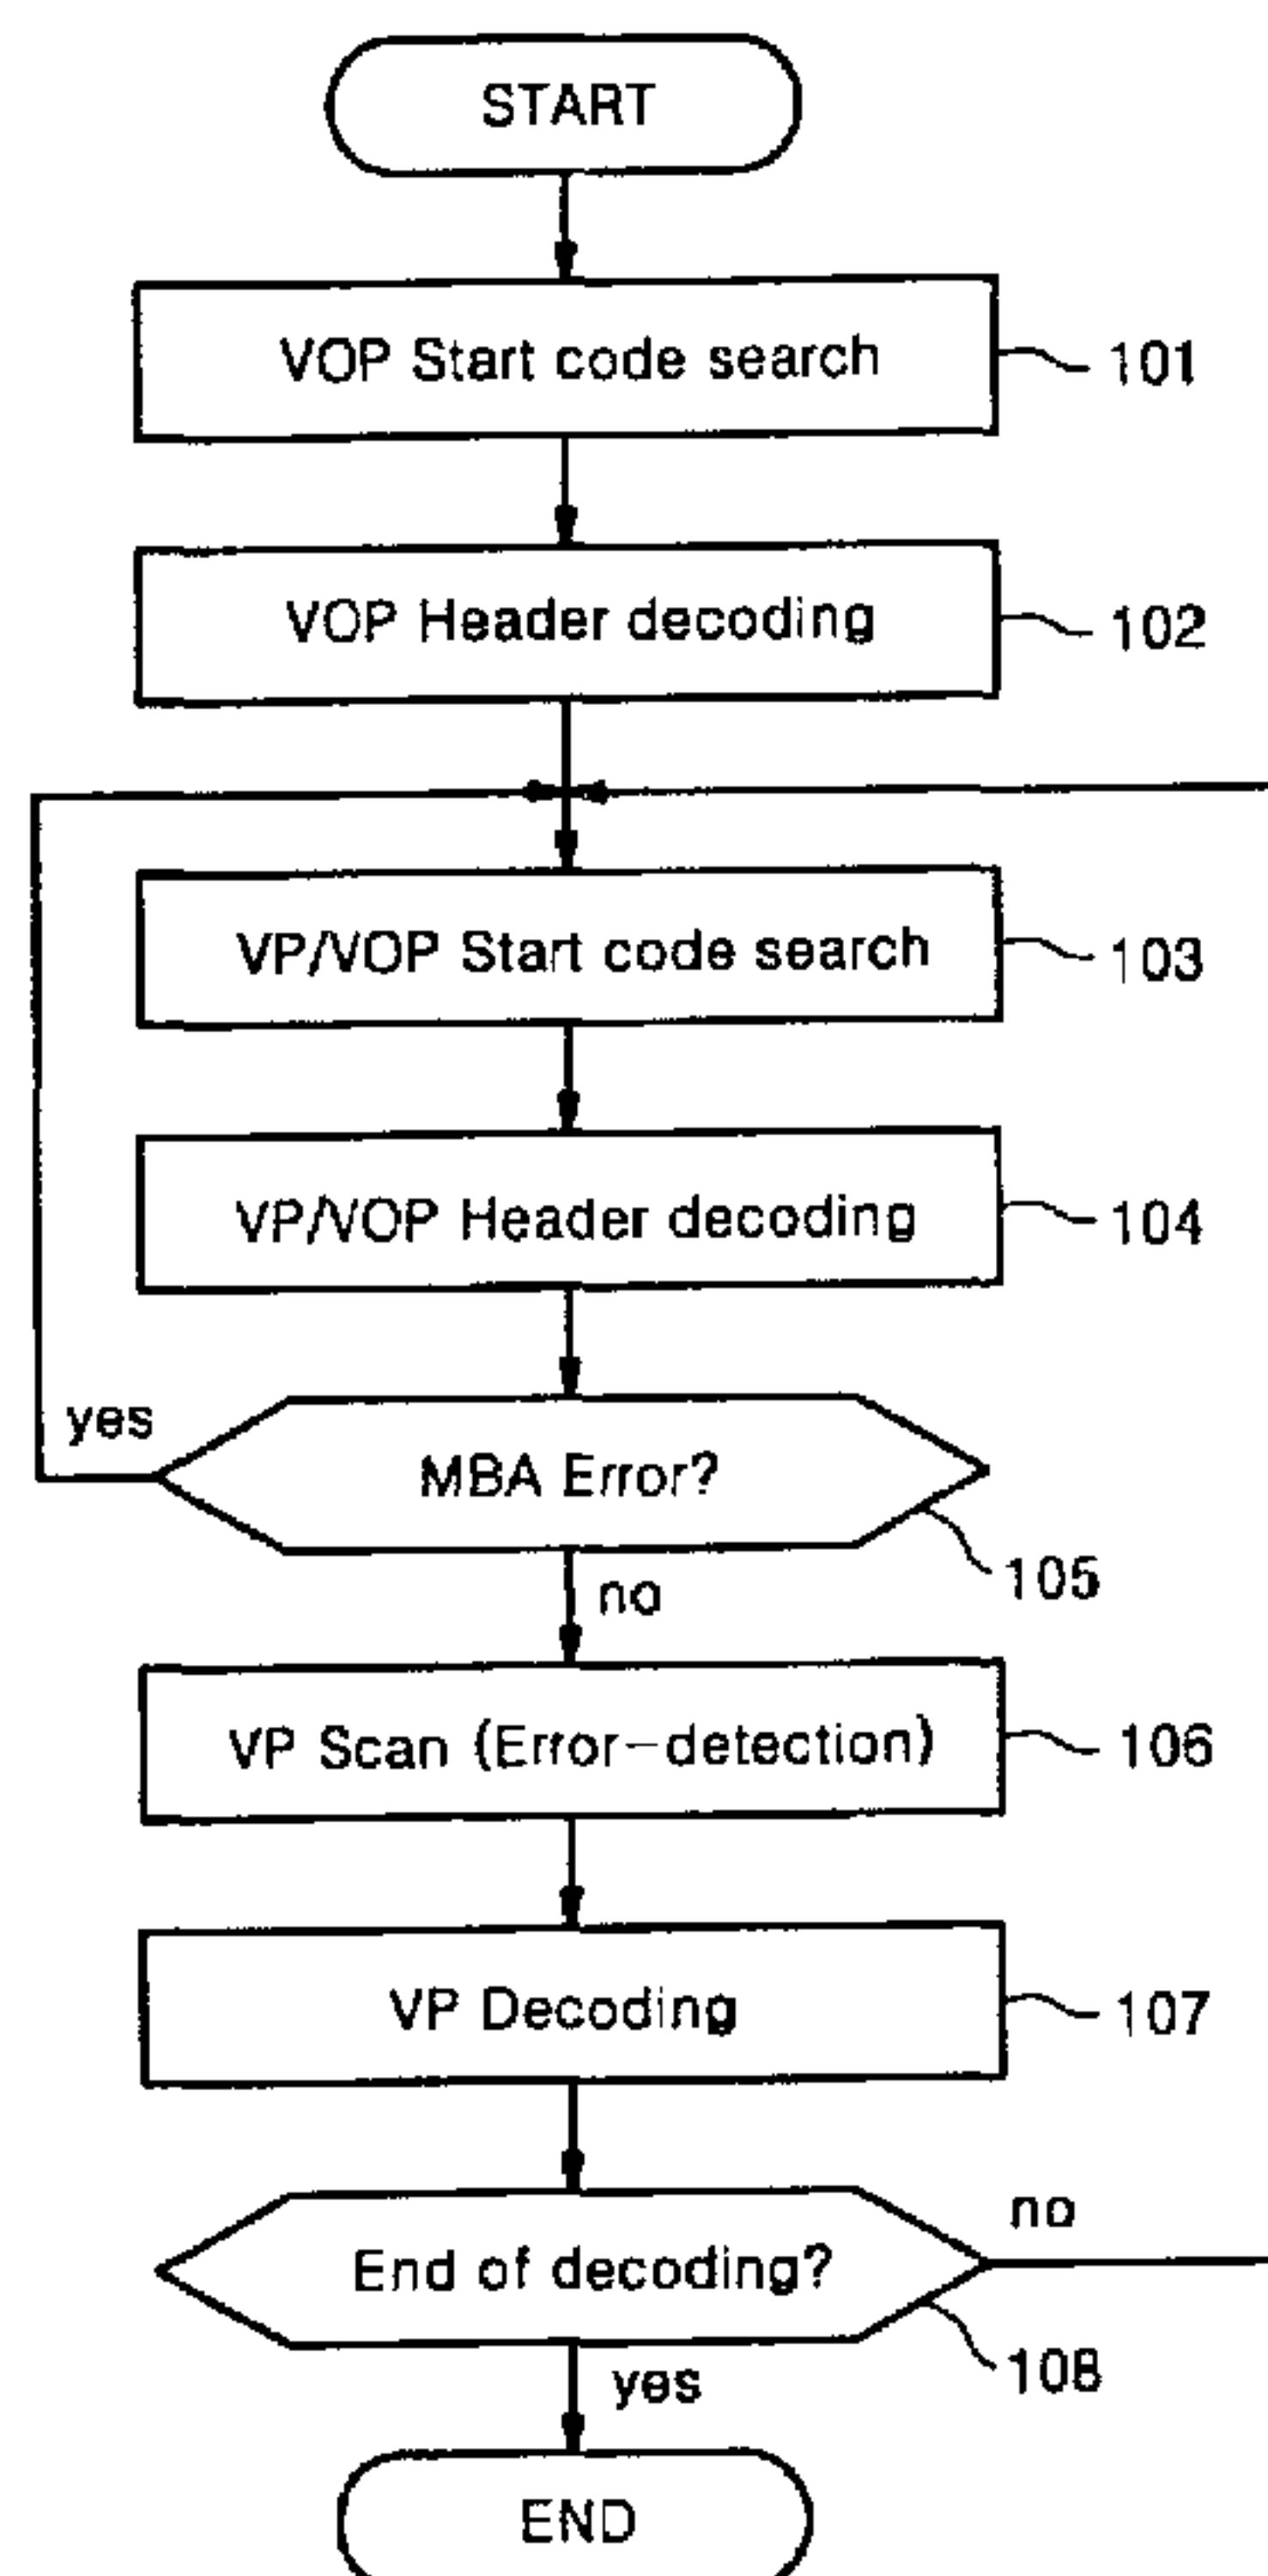 START
VOP Start code search
101
VOP Header decoding
102
VP/VOP Start code search
103
VP/VOP Header decoding
104
yes
MBA Error?
105
no
VP Scan (Error-detection)
106
VP Decoding
107
no
End of decoding?
108
yes
END